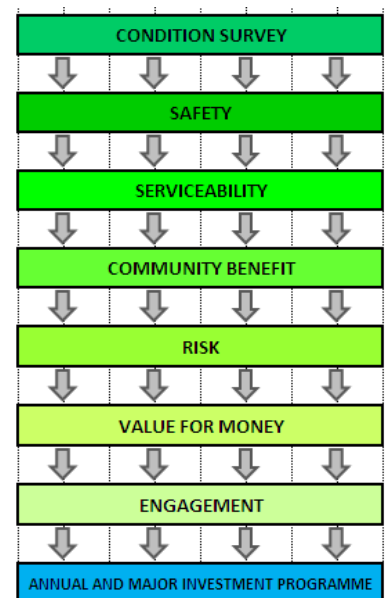 CONDITION SURVEY
SAFETY
SERVICEABILITY
COMMUNITY BENEFIT
RISK
VALUE FOR MONEY
ENGAGEMENT
ANNUAL AND MAJOR INVESTMENT PROGRAMME